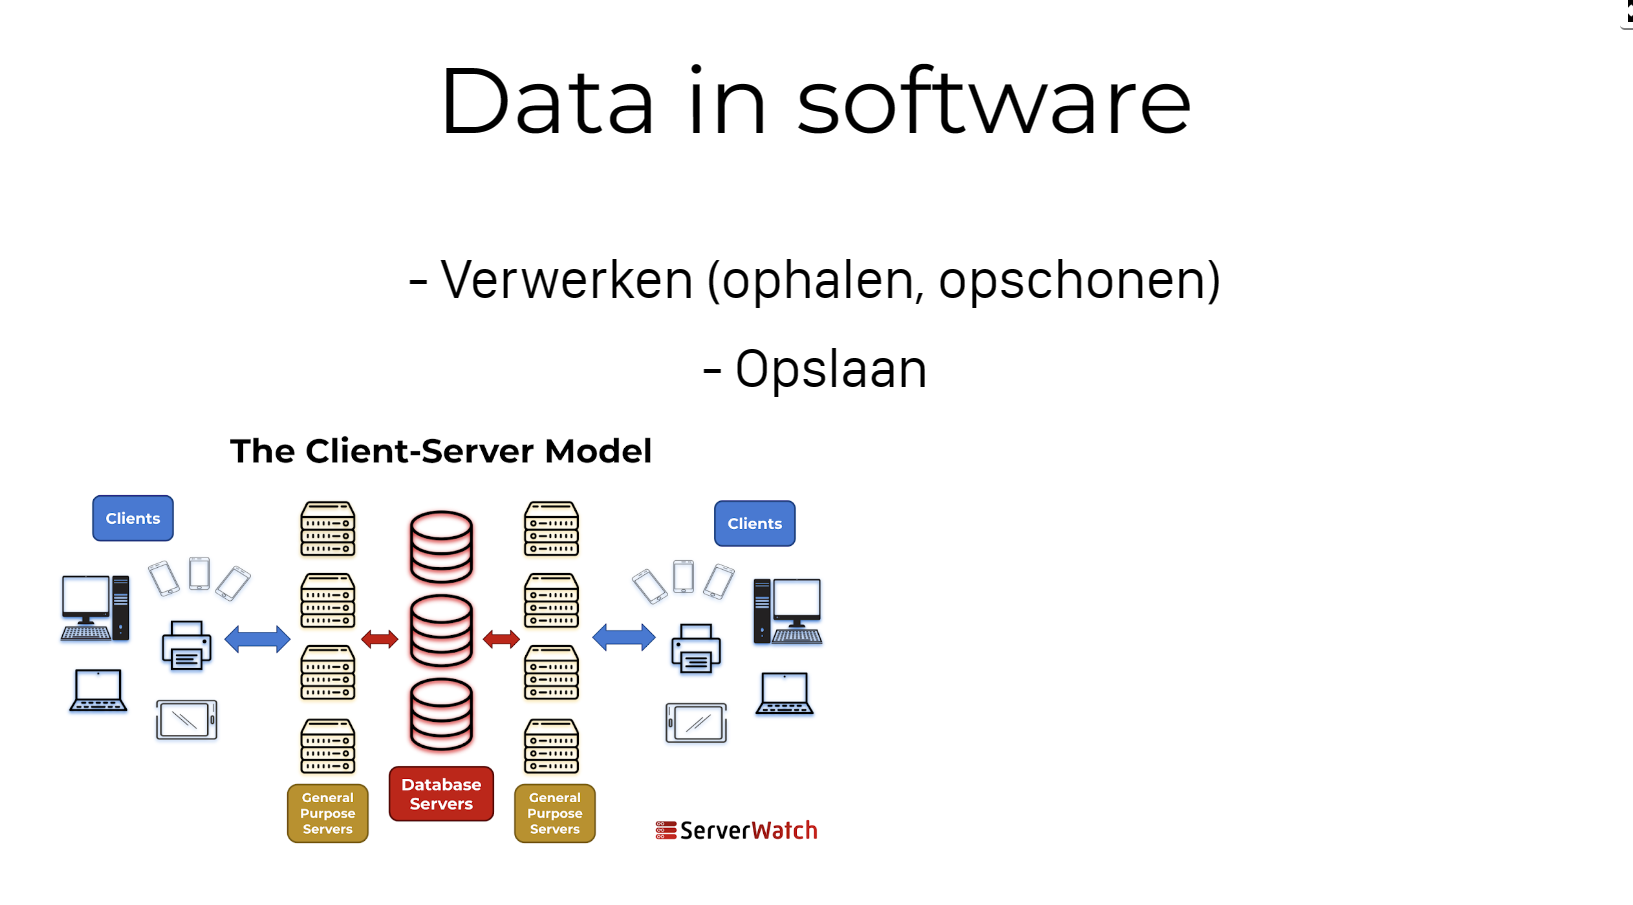 Data in software
- Verwerken (ophalen, opschonen)
- Opslaan
The Client-Server Model
Clients
Clients
General
Purpose
Servers
Database
Servers
General
Purpose
Servers
ServerWatch